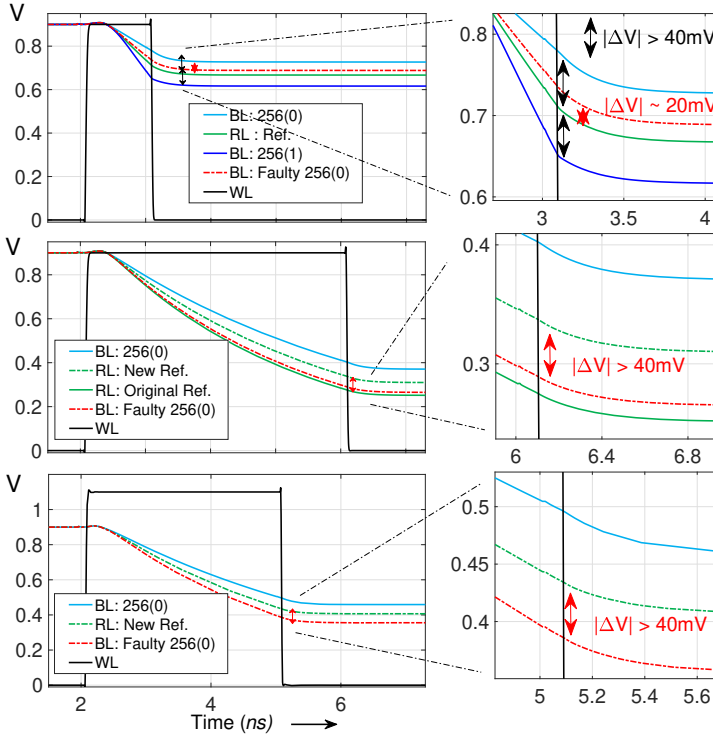 V
0.8
0.6
0.4
0.2
0
BL: 256(0)
RL : Ref.
BL: 256(1)
BL: Faulty 256(0)
WL
0.8
0.7
0.6
3
3.5
4
|ΔV| > 40mV
|ΔV| ~ 20mV
V
0.8
0.6
0.4
0.2
0
BL: 256(0)
RL: New Ref.
RL: Original Ref.
BL: Faulty 256(0)
WL
0.4
0.3
6
6.4
6.8
|ΔV| > 40mV
V
1
0.8
0.6
0.4
0.2
0
BL: 256(0)
RL: New Ref.
BL: Faulty 256(0)
WL
2
4
6
Time (ns)
0.5
0.45
0.4
5
5.2
5.4
5.6
|ΔV| > 40mV